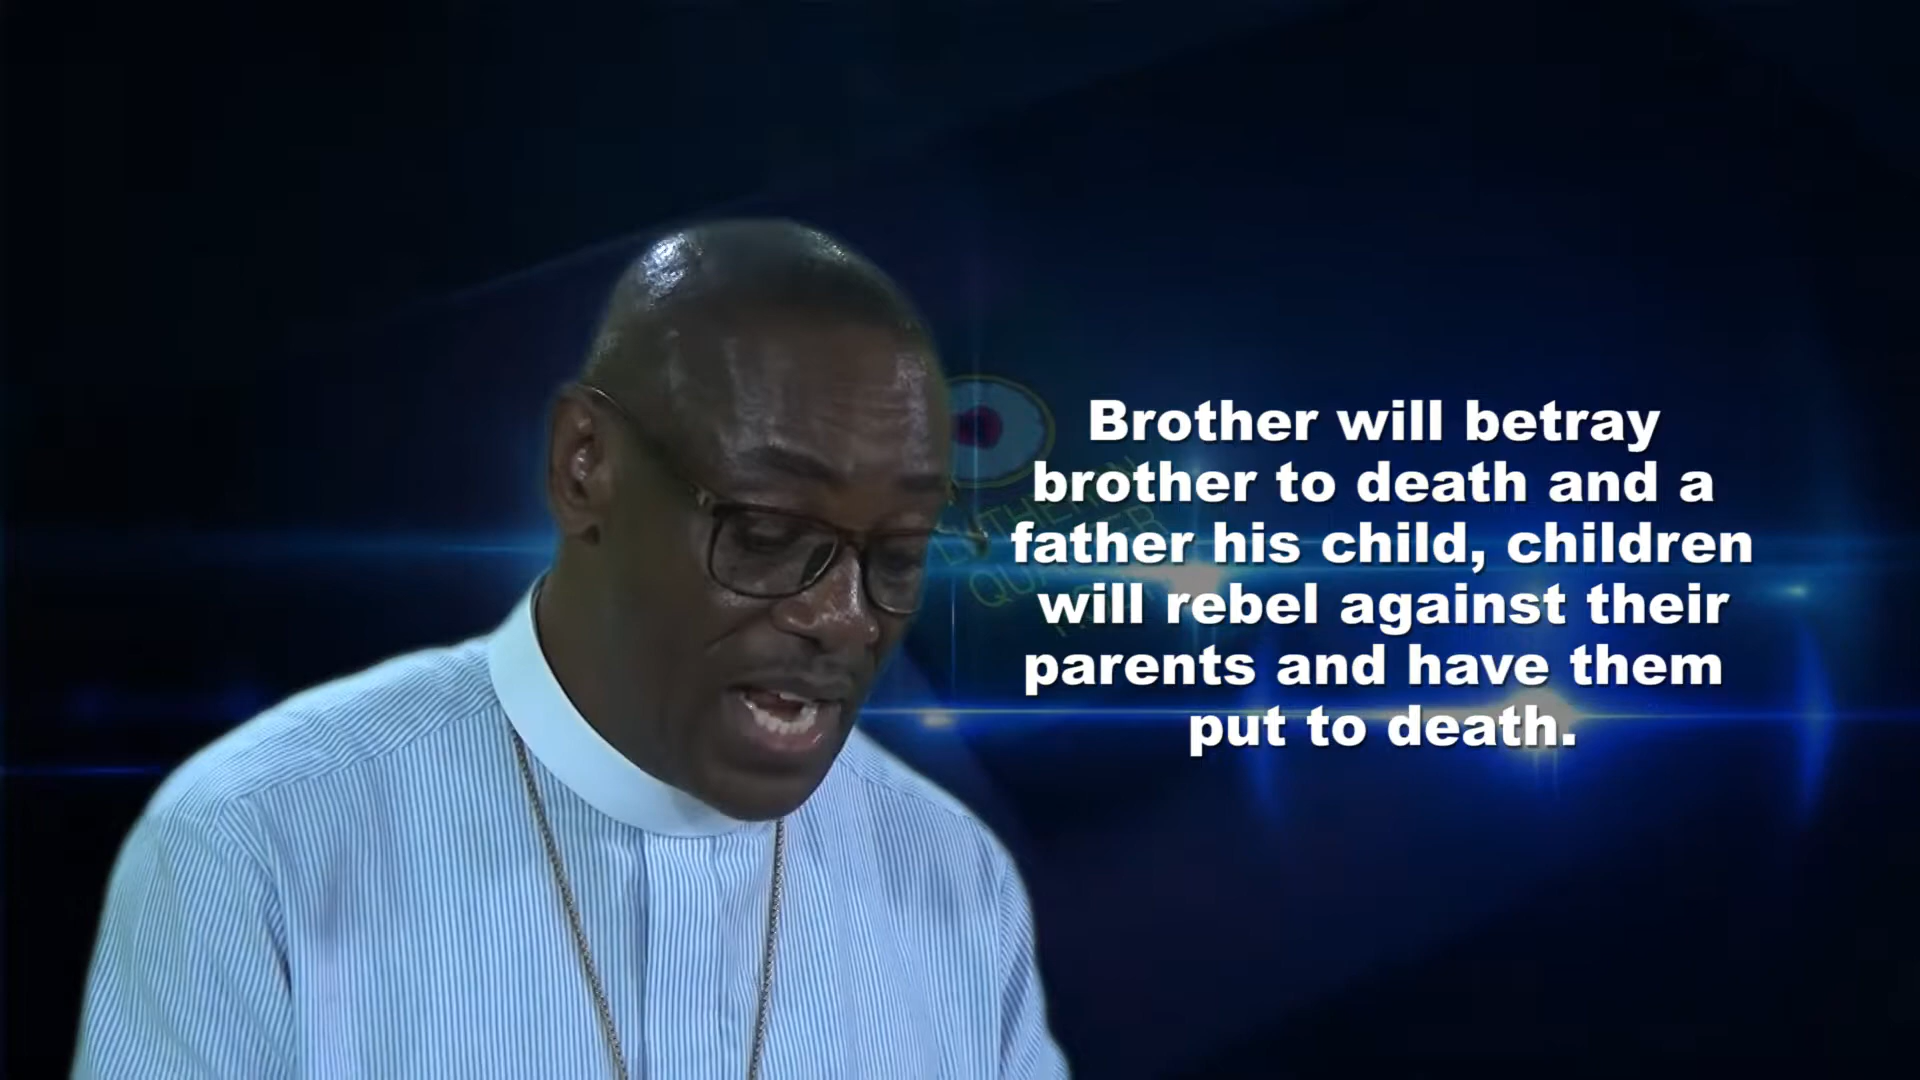 Brother will betray
brother to death and a
father his child, children
will rebel against their
parents and have them
put to death.